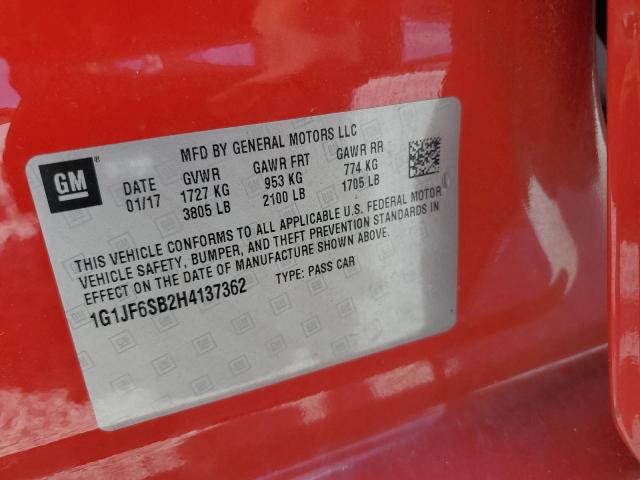 MFD BY GENERAL MOTORS LLC
GM®
DATE GVWR GAWR FRT GAWR RR
01/17 1727 KG 953 KG 774 KG
3805 LB 2100 LB 1705 LB
THIS VEHICLE CONFORMS TO ALL APPLICABLE U.S. FEDERAL MOTOR
VEHICLE SAFETY, BUMPER, AND THEFT PREVENTION STANDARDS IN
EFFECT ON THE DATE OF MANUFACTURE SHOWN ABOVE.
1G1JF6SB2H4137362 TYPE: PASS CAR